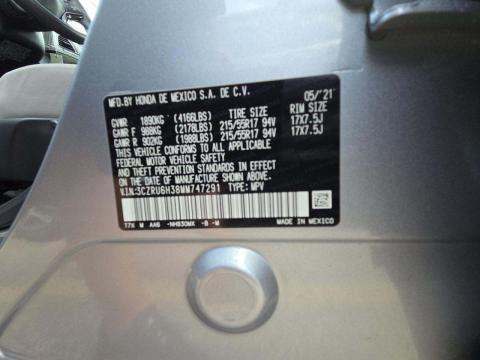 MFD.BY HONDA DE MEXICO S.A. DE C.V. 05/'21
GVWR 1890KG (4166LBS) TIRE SIZE RIM SIZE
GAWR F 988KG (2178LBS) 215/55R17 94V 17X7.5J
GAWR R 902KG (1988LBS) 215/55R17 94V 17X7.5J
THIS VEHICLE CONFORMS TO ALL APPLICABLE
FEDERAL MOTOR VEHICLE SAFETY STANDARDS IN
EFFECT ON THE DATE OF MANUFACTURE SHOWN ABOVE.
VIN:3CZRU6H38MM747291 TYPE: MPV
T7X M AA6 -NH830MX -B -M MADE IN MEXICO